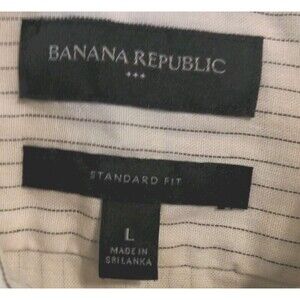 BANANA REPUBLIC
STANDARD FIT
L
MADE IN
SRI LANKA